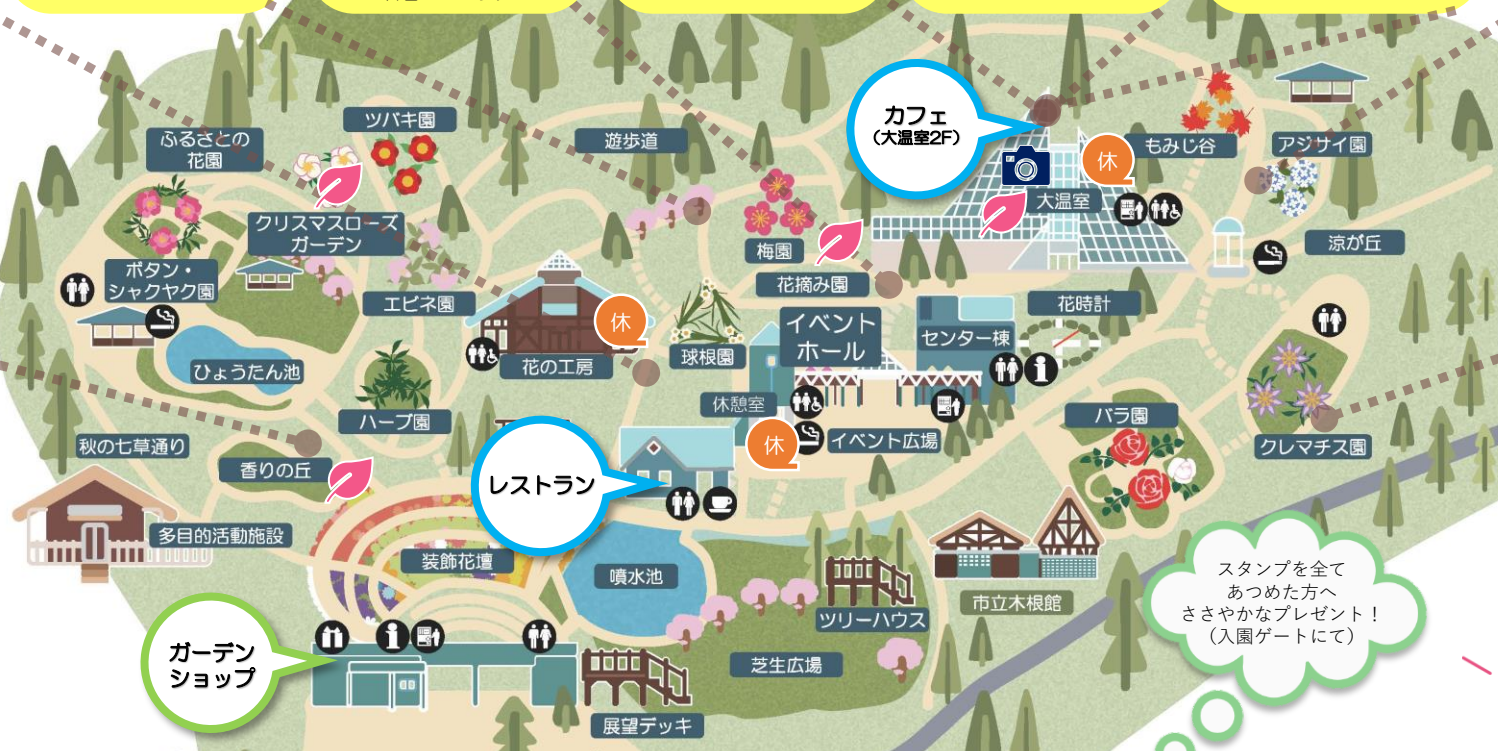 カフェ
(大温室2F)
ツバキ園
ふるさとの
花園
遊歩道
もみじ谷
アジサイ園
休
大温室
クリスマスローズ
ガーデン
梅園
涼が丘
ボタン・
シャクヤク園
エビネ園
花摘み園
花時計
休
イベント
ホール
センター棟
花の工房
球根園
ひょうたん池
休憩室
ハーブ園
バラ園
秋の七草通り
休
イベント広場
クレマチス園
香りの丘
レストラン
多目的活動施設
装飾花壇
噴水池
スタンプを全て
あつめた方へ
ささやかなプレゼント!
(入園ゲートにて)
市立木根館
ツリーハウス
ガーデン
ショップ
芝生広場
展望デッキ